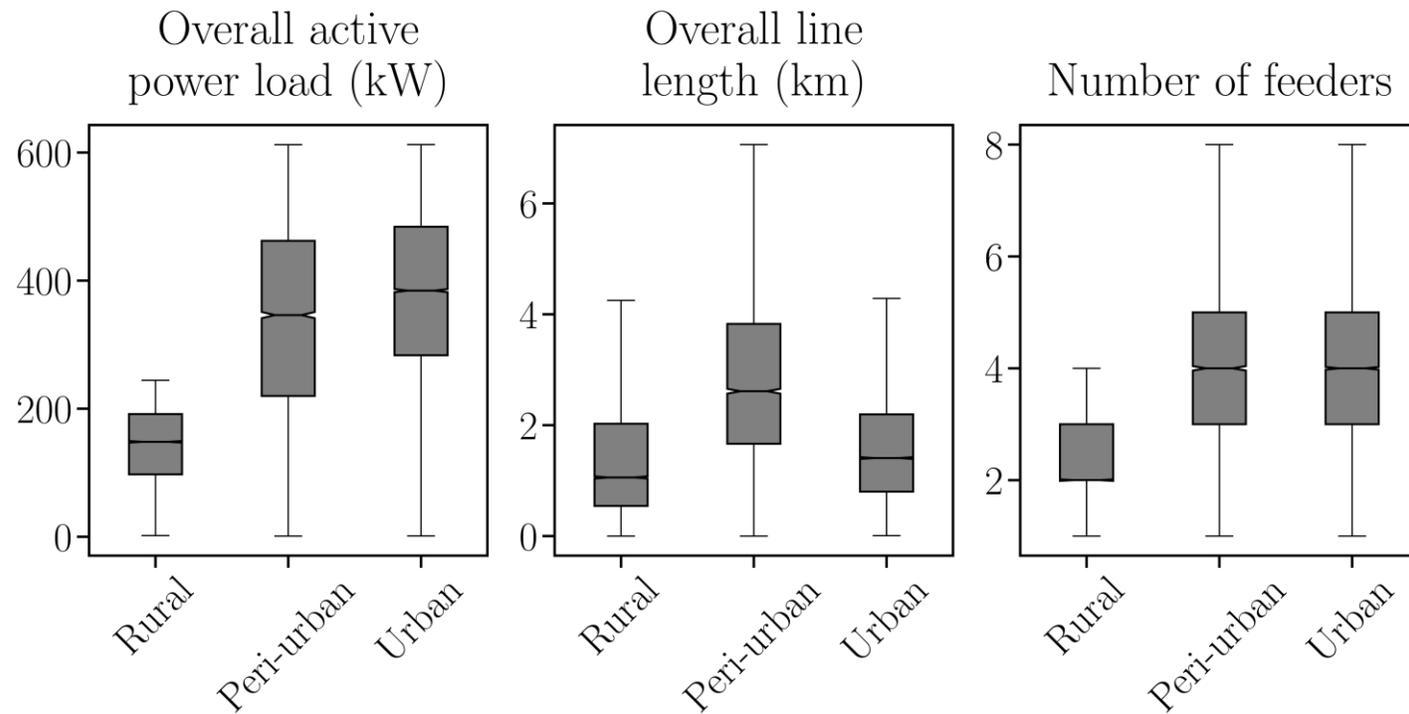 Overall active
power load (kW)
600
400
200
0
Rural
Peri-urban
Urban
Overall line
length (km)
6
4
2
0
Rural
Peri-urban
Urban
Number of feeders
8
6
4
2
Rural
Peri-urban
Urban